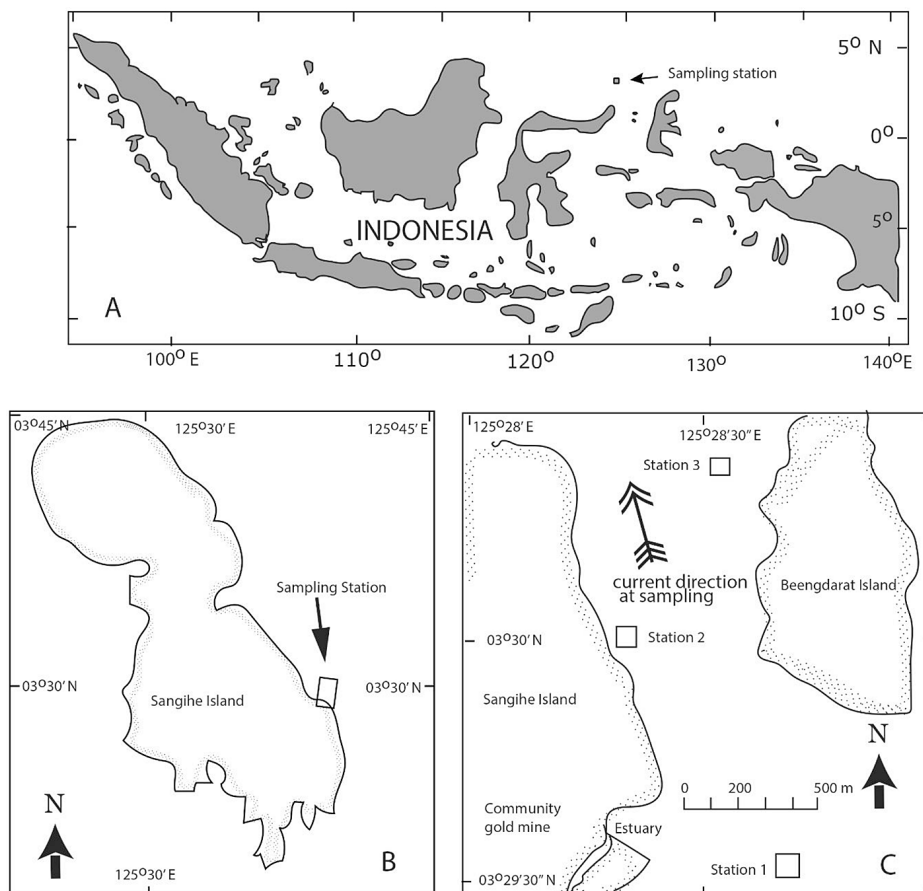 5° N
Sampling station
0°
INDONESIA
5°
A
10° S
100° E
110°
120°
130°
140°E
03°45'N
125°30' E
125°45' E
Sampling Station
03°30' N
Sangihe Island
03°30' N
N
125°30' E
B
125°28' E
125°28'30" E
Station 3
current direction
at sampling
Beengdarat Island
03°30' N
Station 2
Sangihe Island
N
0
200
500 m
Community
gold mine
Estuary
Station 1
C
03°29'30" N